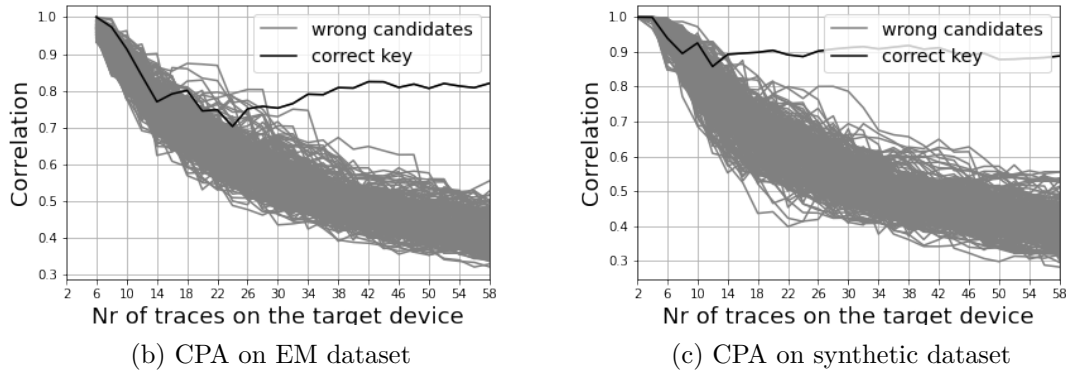 Correlation
1.0
0.9
0.8
0.7
0.6
0.5
0.4
0.3
wrong candidates
correct key
2 6 10 14 18 22 26 30 34 38 42 46 50 54 58
Nr of traces on the target device
(b) CPA on EM dataset
Correlation
1.0
0.9
0.8
0.7
0.6
0.5
0.4
0.3
wrong candidates
correct key
2 6 10 14 18 22 26 30 34 38 42 46 50 54 58
Nr of traces on the target device
(c) CPA on synthetic dataset